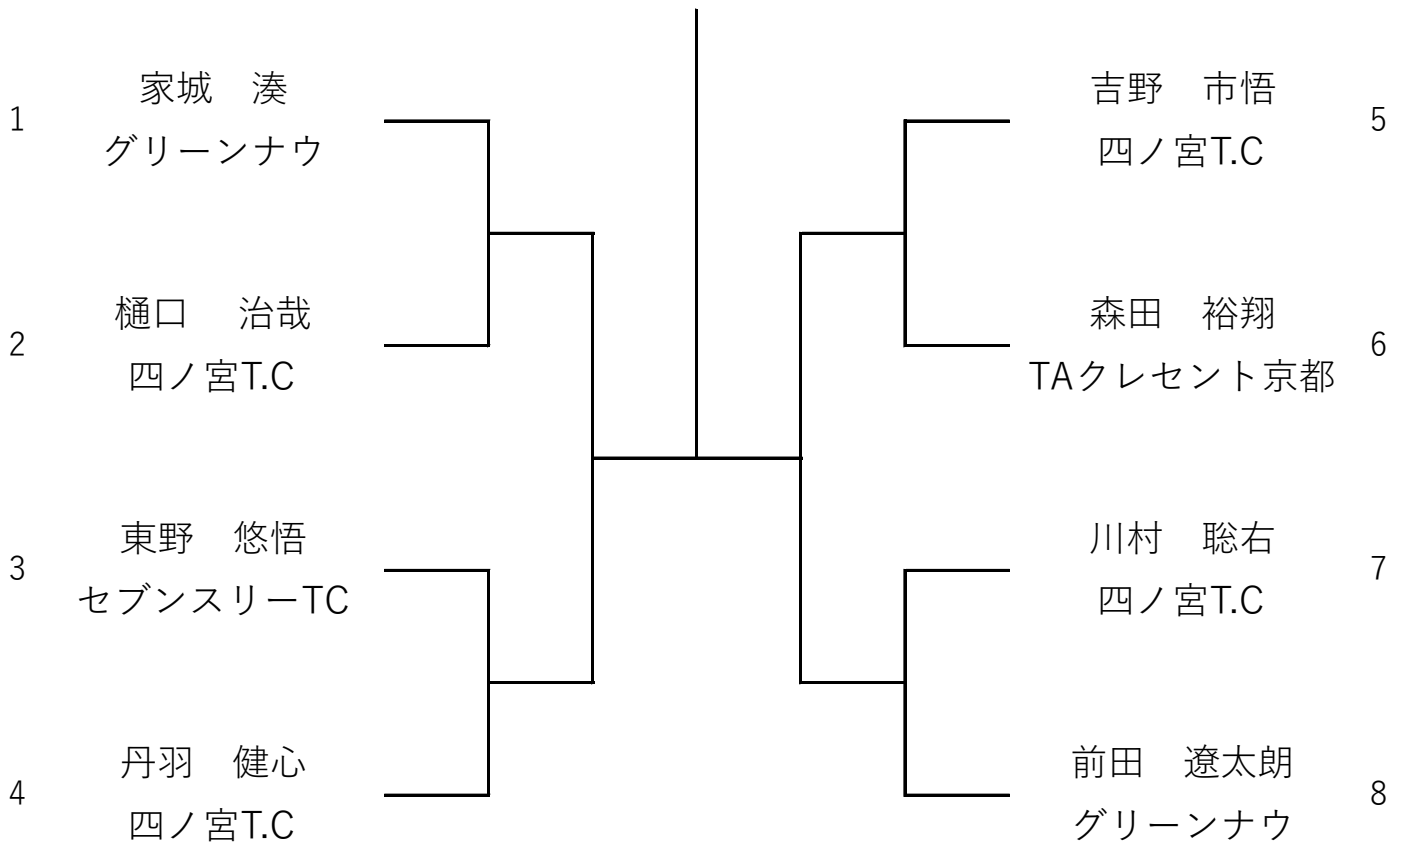 1
家城　湊
グリーンナウ
2
樋口　治哉
四ノ宮T.C
3
東野　悠悟
セブンスリーTC
4
丹羽　健心
四ノ宮T.C
吉野　市悟
四ノ宮T.C
5
森田　裕翔
TAクレセント京都
6
川村　聡右
四ノ宮T.C
7
前田　遼太朗
グリーンナウ
8